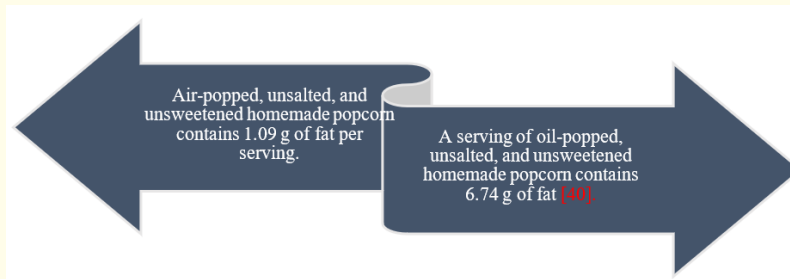 Air-popped, unsalted, and
unsweetened homemade popcorn
contains 1.09 g of fat per
serving.
A serving of oil-popped,
unsalted, and unsweetened
homemade popcorn contains
6.74 g of fat [40].